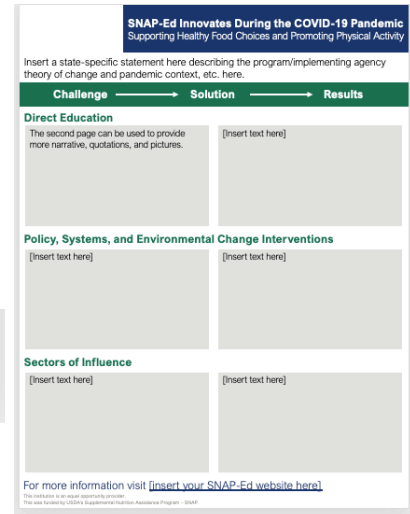 SNAP-Ed Innovates During the COVID-19 Pandemic
Supporting Healthy Food Choices and Promoting Physical Activity
Insert a state-specific statement here describing the program/implementing agency
theory of change and pandemic context, etc. here.
Challenge Solution Results
Direct Education
The second page can be used to provide
more narrative, quotations, and pictures.
[Insert text here]
Policy, Systems, and Environmental Change Interventions
[Insert text here]
[Insert text here]
Sectors of Influence
[Insert text here]
[Insert text here]
For more information visit [insert your SNAP-Ed website here].
This institution is an equal opportunity provider.
This was funded by USDA's Supplemental Nutrition Assistance Program – SNAP.